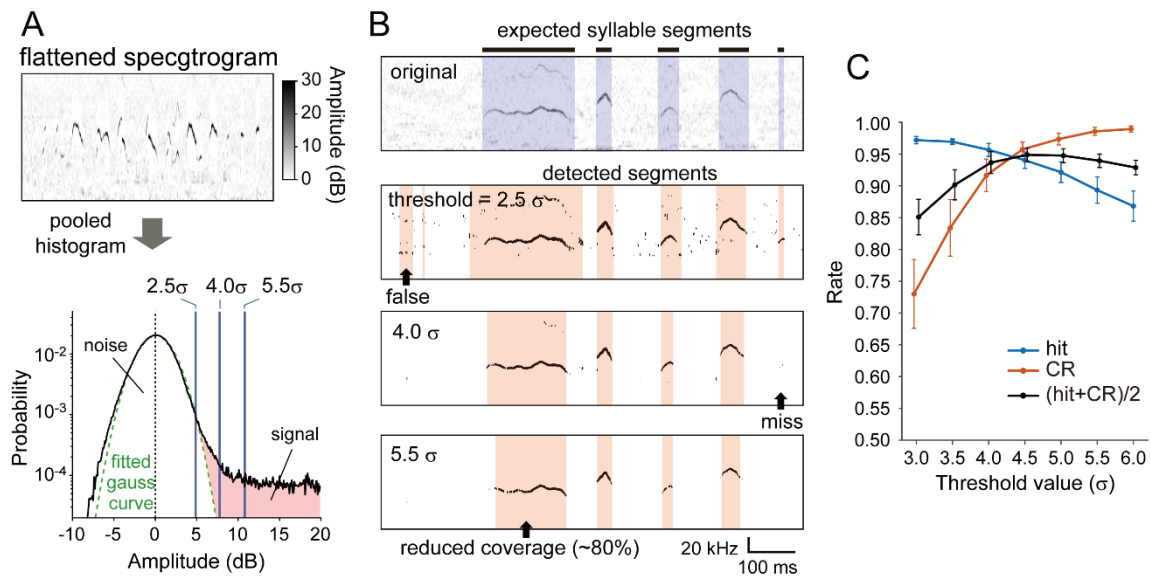 A
flattened specgtrogram
Amplitude (dB)
30
20
10
0
pooled
histogram
2.5σ
4.0σ
5.5σ
noise
signal
fitted
gauss
curve
Probability
10-2
10-3
10-4
-10
-5
0
5
10
15
20
Amplitude (dB)
B
expected syllable segments
original
detected segments
threshold = 2.5 σ
false
4.0 σ
miss
5.5 σ
reduced coverage (~80%)
20 kHz
100 ms
C
Rate
1.00
0.95
0.90
0.85
0.80
0.75
0.70
0.65
0.60
0.55
0.50
hit
CR
(hit+CR)/2
3.0
3.5
4.0
4.5
5.0
5.5
6.0
Threshold value (σ)